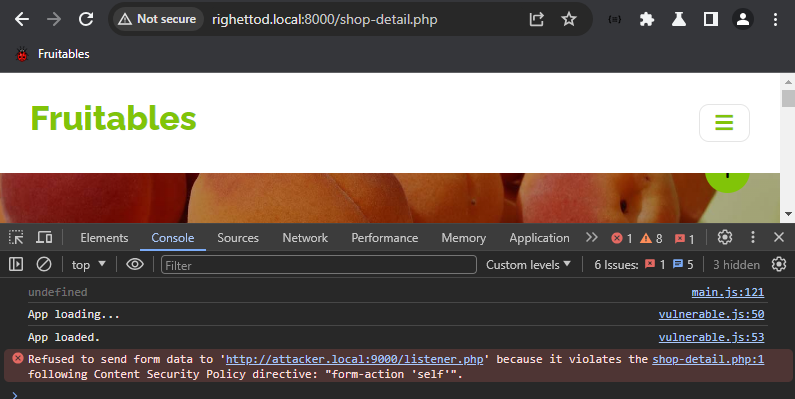 Not secure righettod.local:8000/shop-detail.php
Fruitables
Fruitables
Elements Console Sources Network Performance Memory Application 1 8 1
top Filter Custom levels 6 Issues: 1 5 3 hidden
undefined main.js:121
App loading... vulnerable.js:50
App loaded. vulnerable.js:53
Refused to send form data to 'http://attacker.local:9000/listener.php' because it violates the shop-detail.php:1
following Content Security Policy directive: "form-action 'self'".